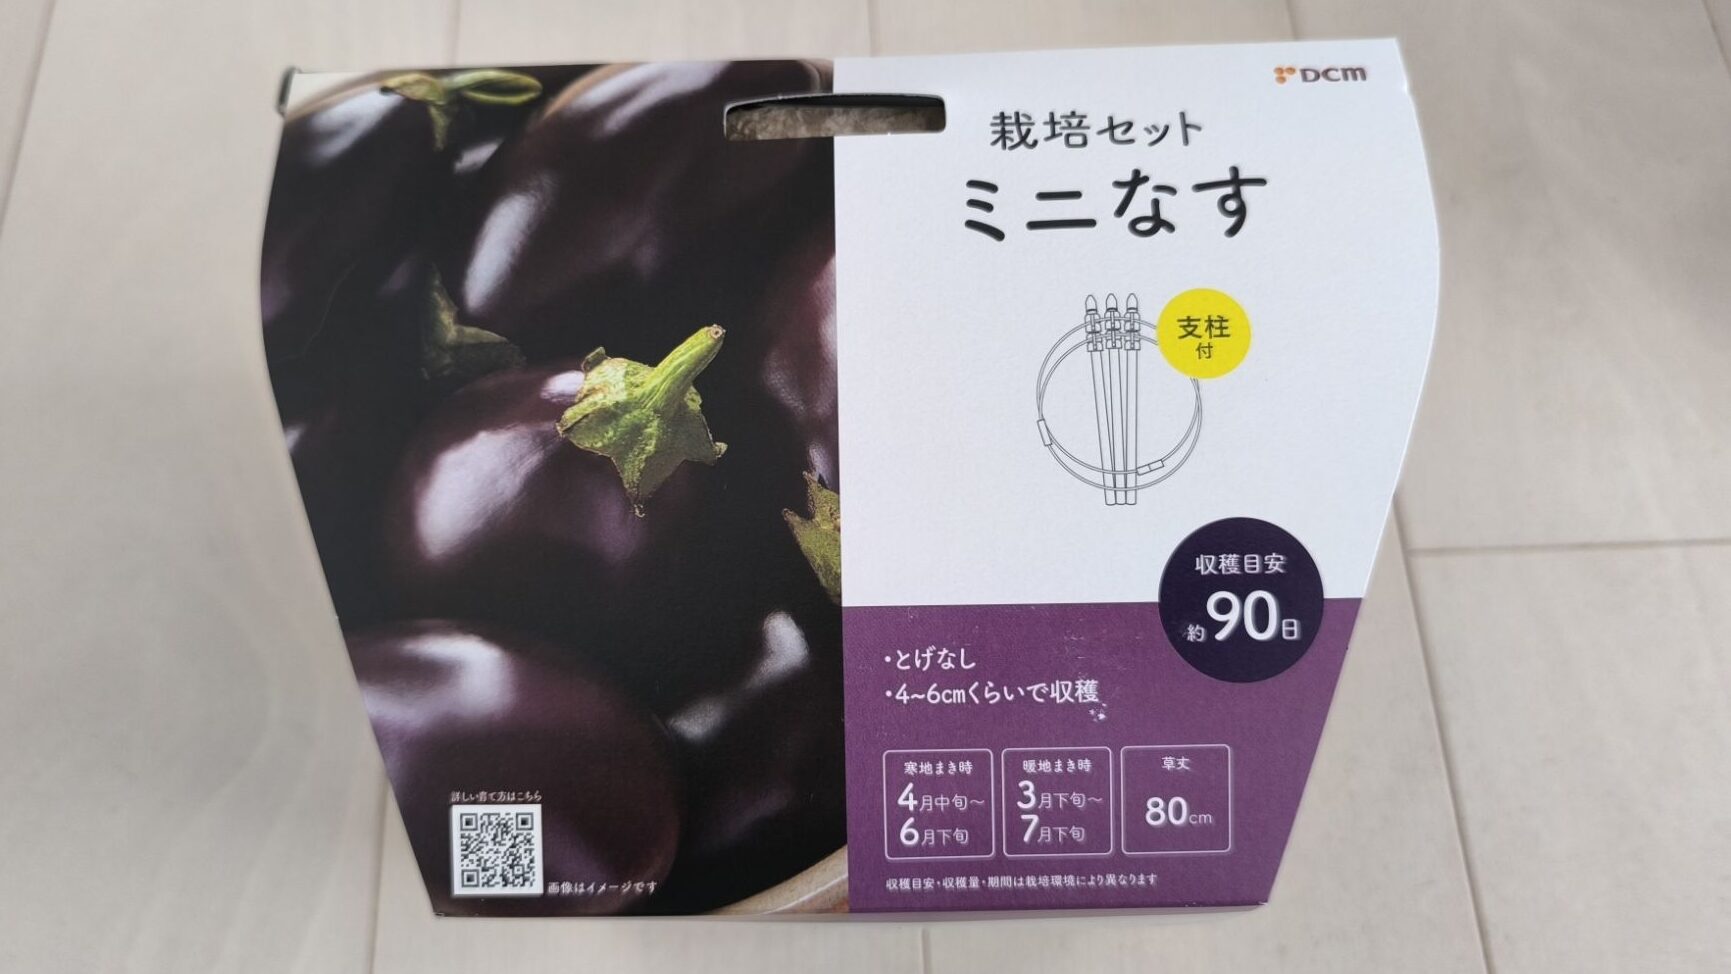 DCM
栽培セット
ミニなす
支柱
付
収穫目安
約90日
・とげなし
・4~6cmくらいで収穫
寒地まき時
4月中旬～
6月下旬
暖地まき時
3月下旬～
7月下旬
草丈
80cm
収穫目安・収穫量・期間は栽培環境により異なります
詳しい育て方はこちら
画像はイメージです